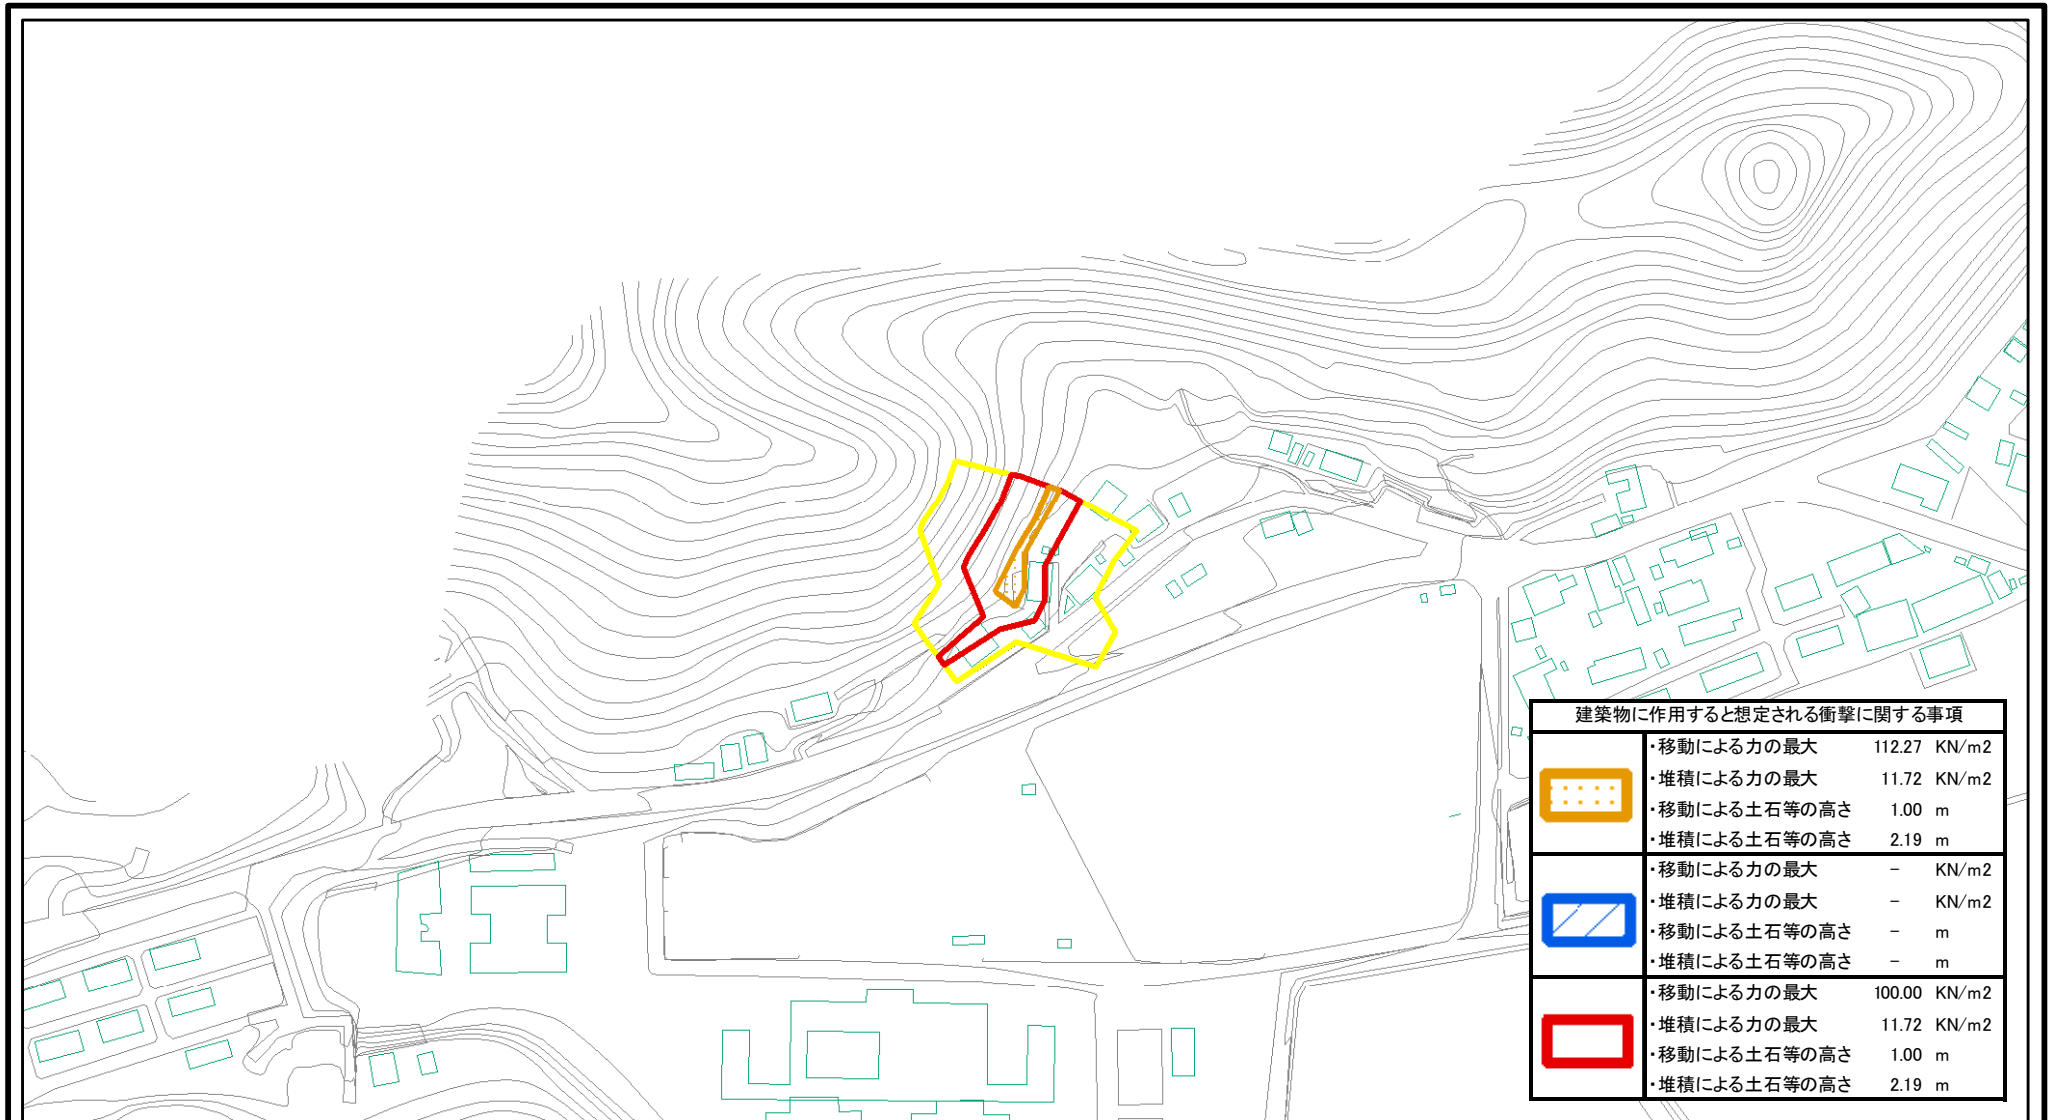 建築物に作用すると想定される衝撃に関する事項
・移動による力の最大 112.27 KN/m2
・堆積による力の最大 11.72 KN/m2
・移動による土石等の高さ 1.00 m
・堆積による土石等の高さ 2.19 m
・移動による力の最大 － KN/m2
・堆積による力の最大 － KN/m2
・移動による土石等の高さ － m
・堆積による土石等の高さ － m
・移動による力の最大 100.00 KN/m2
・堆積による力の最大 11.72 KN/m2
・移動による土石等の高さ 1.00 m
・堆積による土石等の高さ 2.19 m